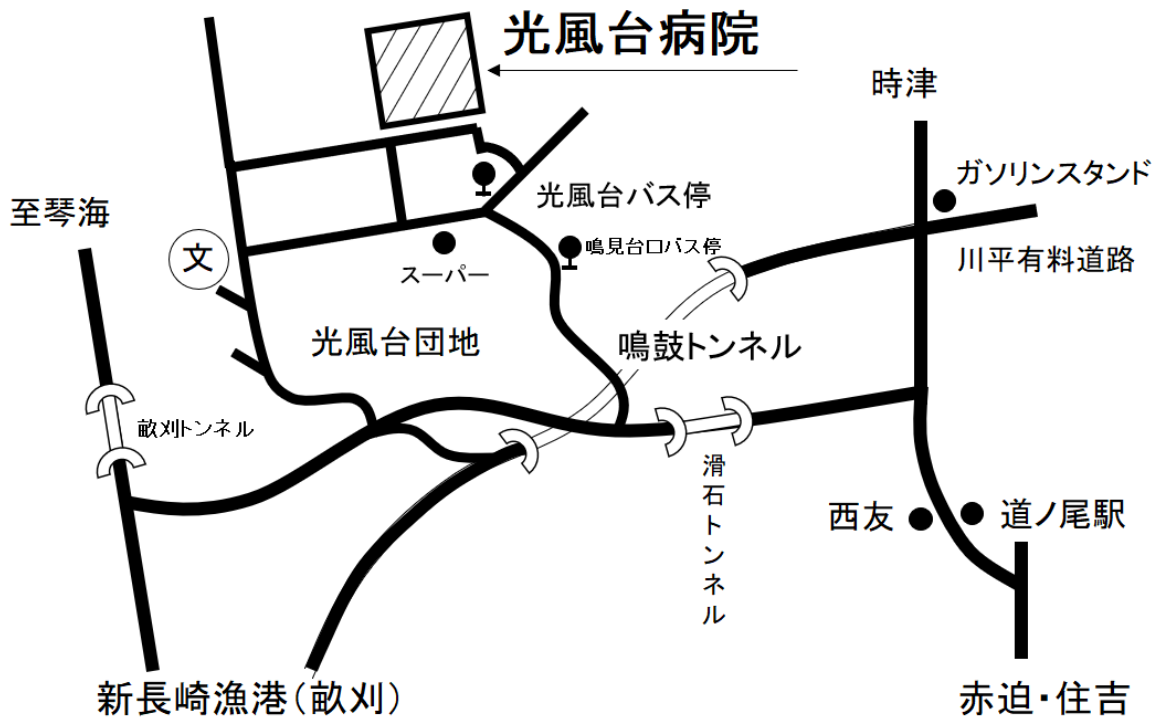 光風台病院
時津
ガソリンスタンド
至琴海
光風台バス停
文
鳴見台口バス停
川平有料道路
スーパー
光風台団地
鳴鼓トンネル
畝刈トンネル
滑石トンネル
西友
道ノ尾駅
新長崎漁港(畝刈)
赤迫・住吉